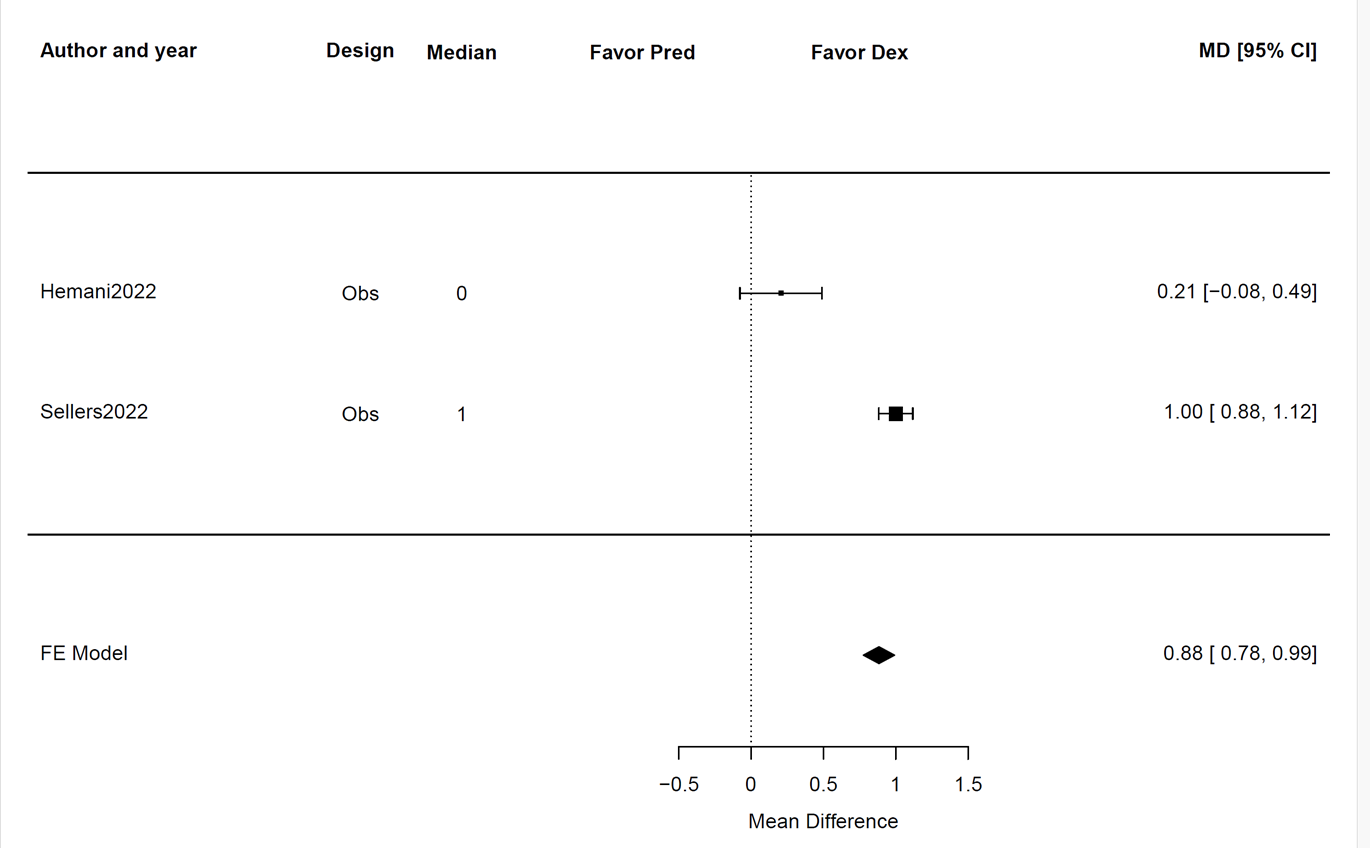 Author and year Design Median Favor Pred Favor Dex MD [95% CI]
Hemani2022 Obs 0 0.21 [−0.08, 0.49]
Sellers2022 Obs 1 1.00 [ 0.88, 1.12]
FE Model 0.88 [ 0.78, 0.99]
−0.5 0 0.5 1 1.5
Mean Difference